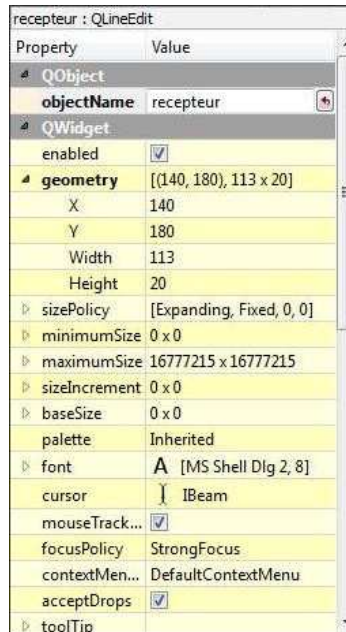 recepteur : QLineEdit
Property Value
QObject
objectName recepteur
QWidget
enabled
geometry [(140, 180), 113 x 20]
X 140
Y 180
Width 113
Height 20
sizePolicy [Expanding, Fixed, 0, 0]
minimumSize 0 x 0
maximumSize 16777215 x 16777215
sizeIncrement 0 x 0
baseSize 0 x 0
palette Inherited
font A [MS Shell Dlg 2, 8]
cursor IBeam
mouseTrack...
focusPolicy StrongFocus
contextMen... DefaultContextMenu
acceptDrops
toolTip